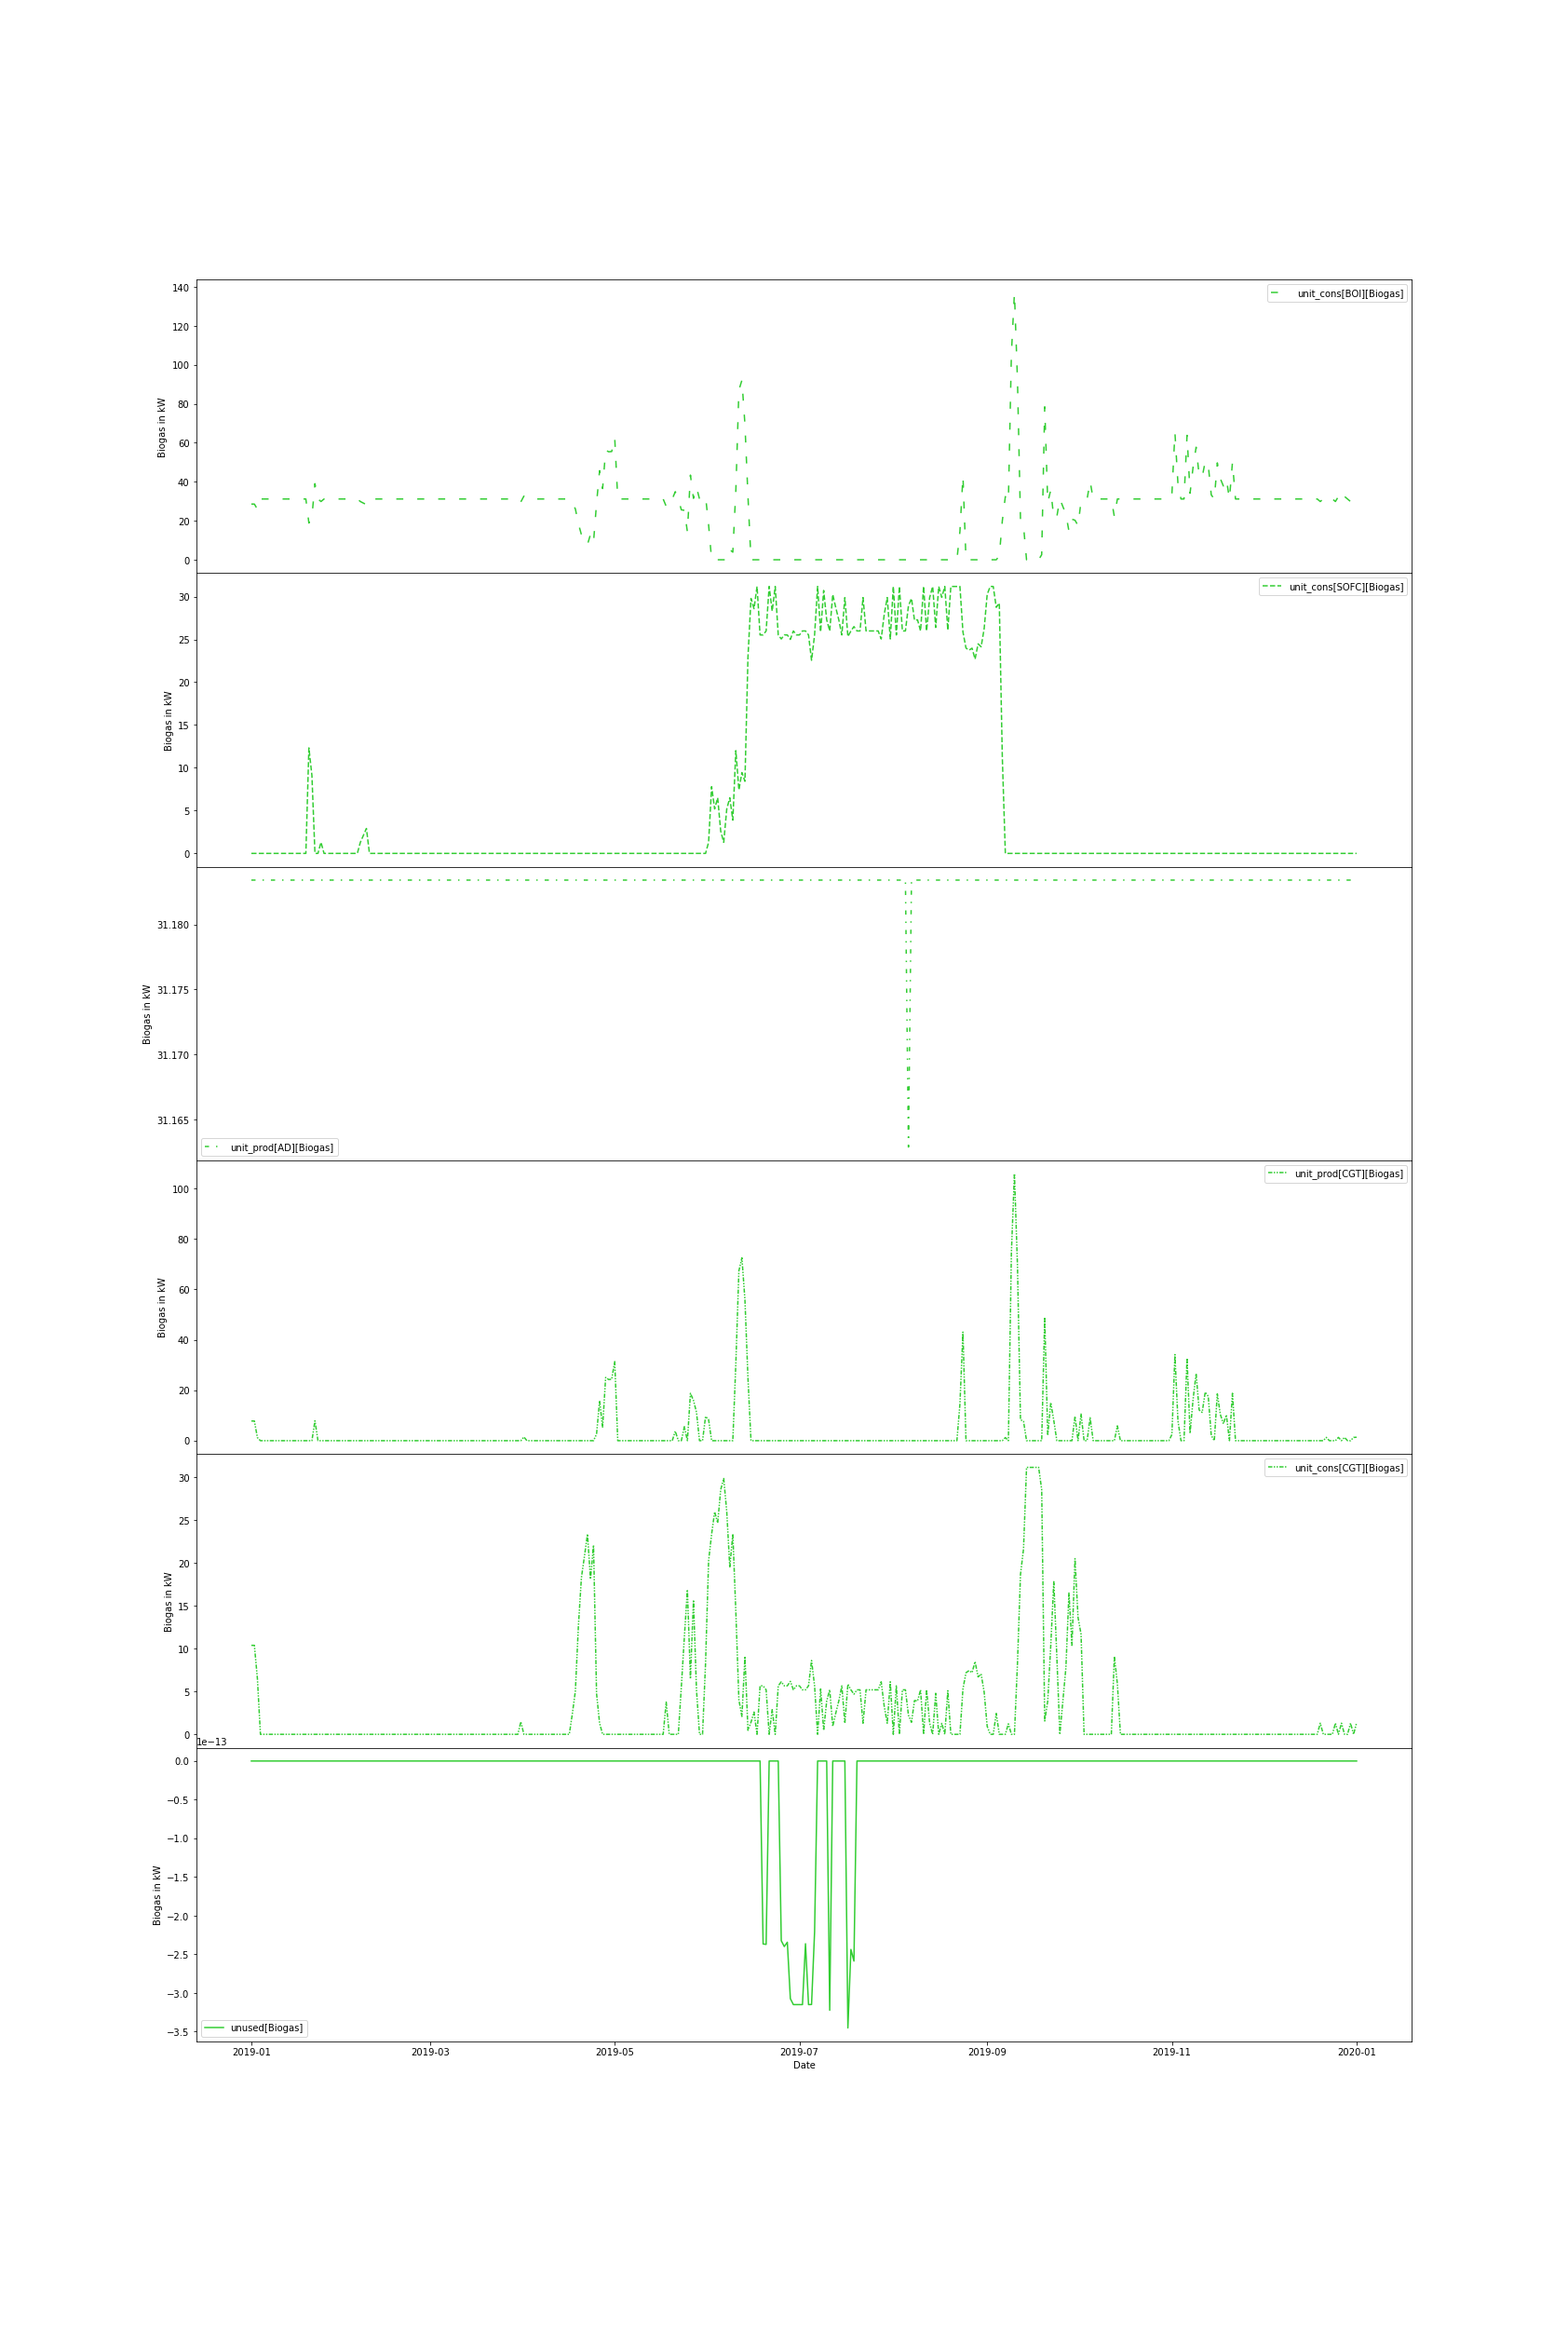 unit_cons[BOI][Biogas]
140
120
100
80
60
40
20
0
Biogas in kW
unit_cons[SOFC][Biogas]
30
25
20
15
10
5
0
Biogas in kW
31.180
31.175
31.170
31.165
Biogas in kW
unit_prod[AD][Biogas]
unit_prod[CGT][Biogas]
100
80
60
40
20
0
Biogas in kW
unit_cons[CGT][Biogas]
30
25
20
15
10
5
0
Biogas in kW
1e−13
0.0
−0.5
−1.0
−1.5
−2.0
−2.5
−3.0
−3.5
Biogas in kW
unused[Biogas]
2019-01 2019-03 2019-05 2019-07 2019-09 2019-11 2020-01
Date